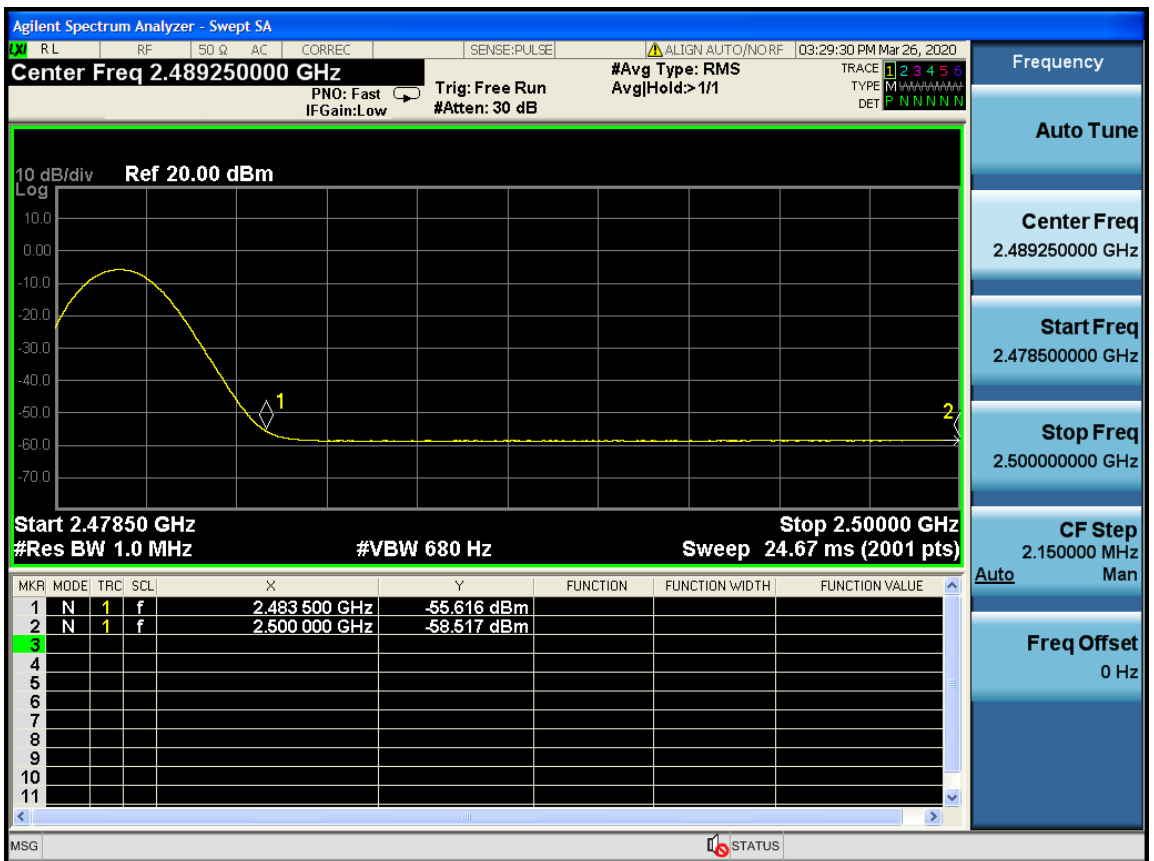 Agilent Spectrum Analyzer - Swept SA
LXI RL RF 50 Ω AC CORREC SENSE:PULSE ALIGN AUTO/NO RF 03:29:30 PM Mar 26, 2020
Center Freq 2.489250000 GHz
PNO: Fast
IFGain:Low
Trig: Free Run
#Atten: 30 dB
#Avg Type: RMS
Avg|Hold:>1/1
TRACE 1 2 3 4 5 6
TYPE M
DET P N N N N N
10 dB/div Ref 20.00 dBm
Log
10.0
0.00
-10.0
-20.0
-30.0
-40.0
-50.0
-60.0
-70.0
1
2
Start 2.47850 GHz Stop 2.50000 GHz
#Res BW 1.0 MHz #VBW 680 Hz Sweep 24.67 ms (2001 pts)
MKR MODE TRC SCL X Y FUNCTION FUNCTION WIDTH FUNCTION VALUE
1 N 1 f 2.483 500 GHz -55.616 dBm
2 N 1 f 2.500 000 GHz -58.517 dBm
3
4
5
6
7
8
9
10
11
MSG STATUS
Frequency
Auto Tune
Center Freq
2.489250000 GHz
Start Freq
2.478500000 GHz
Stop Freq
2.500000000 GHz
CF Step
2.150000 MHz
Auto Man
Freq Offset
0 Hz